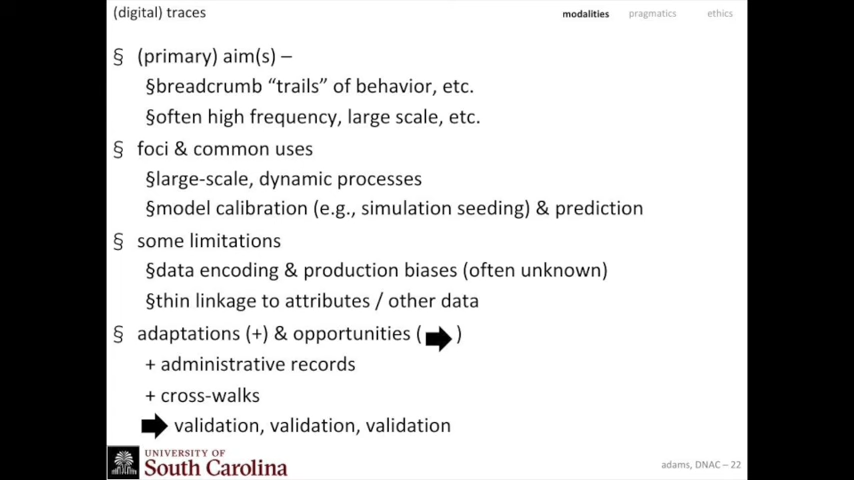 (digital) traces
modalities pragmatics ethics
§ (primary) aim(s) –
§breadcrumb “trails” of behavior, etc.
§often high frequency, large scale, etc.
§ foci & common uses
§large-scale, dynamic processes
§model calibration (e.g., simulation seeding) & prediction
§ some limitations
§data encoding & production biases (often unknown)
§thin linkage to attributes / other data
§ adaptations (+) & opportunities ( )
+ administrative records
+ cross-walks
validation, validation, validation
UNIVERSITY OF
South Carolina
adams, DNAC – 22